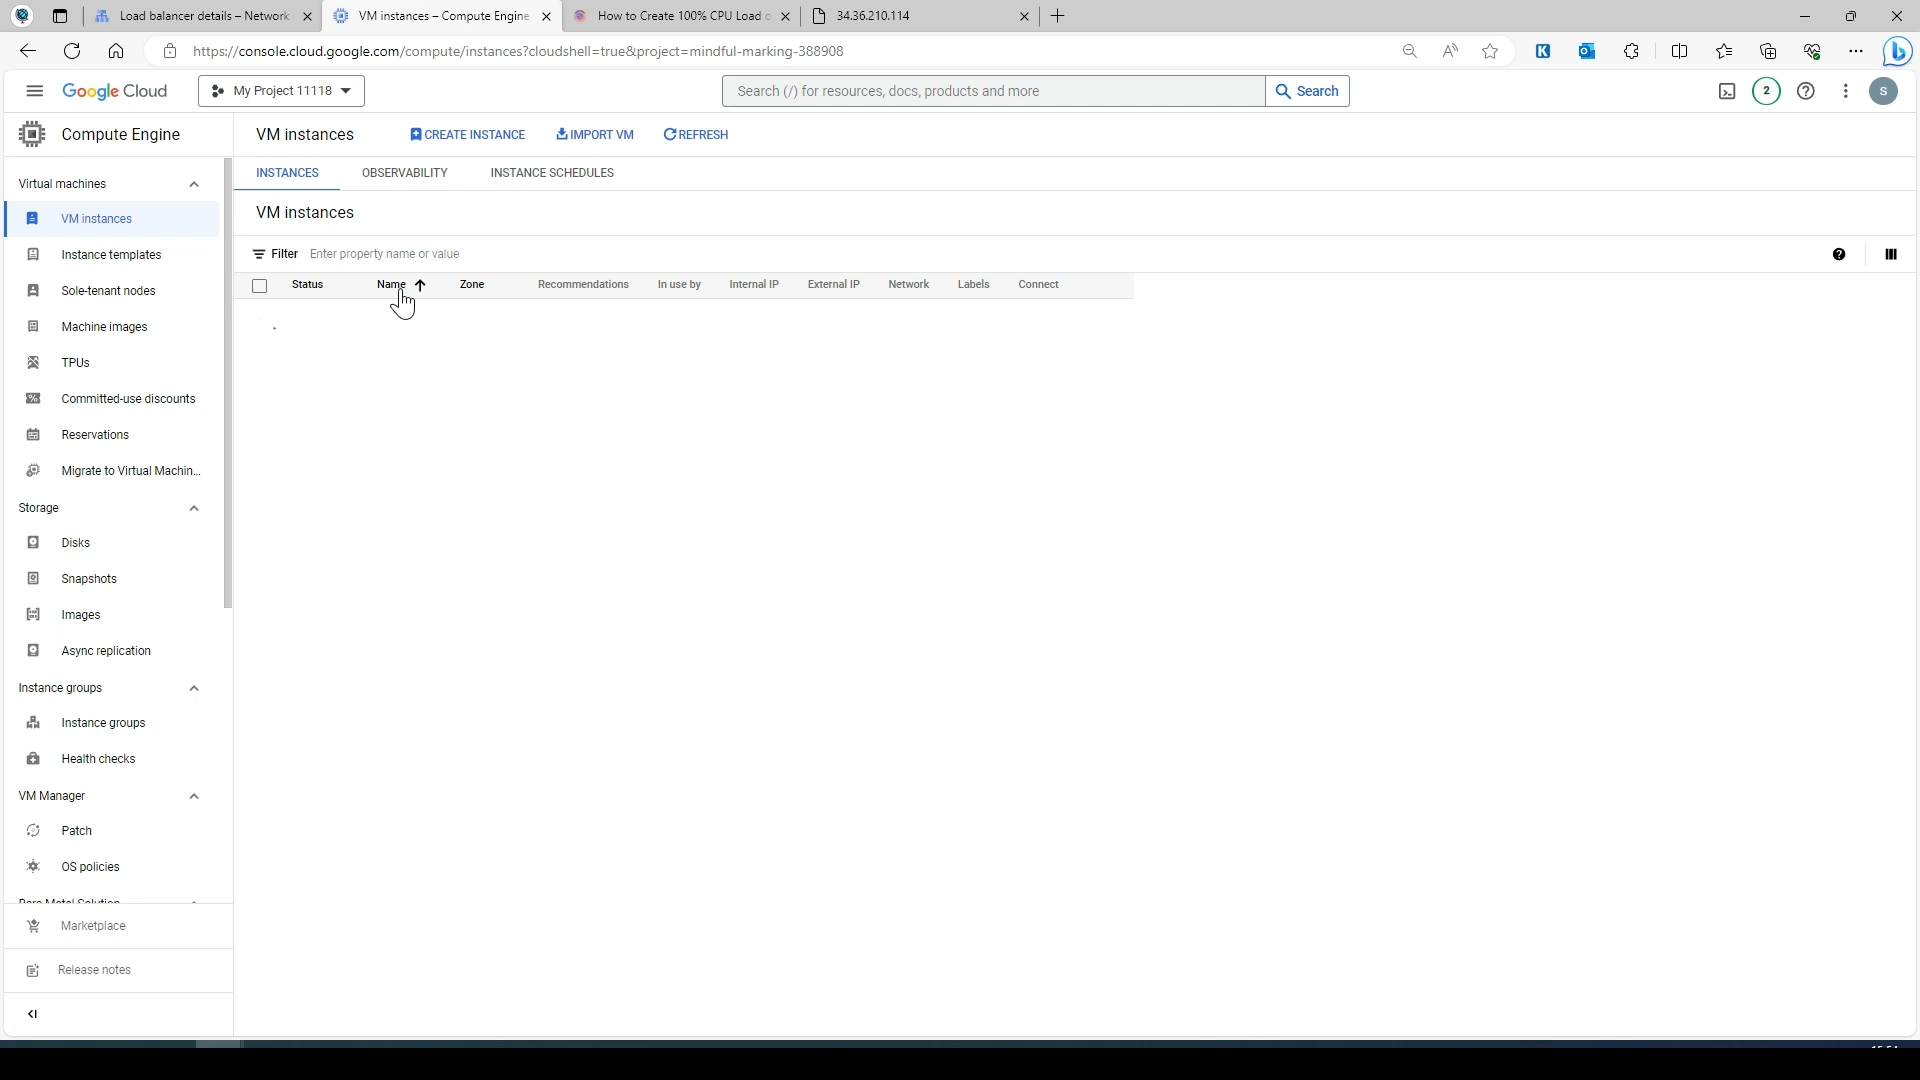 Load balancer details – Network
VM instances – Compute Engine
How to Create 100% CPU Load o
34.36.210.114
https://console.cloud.google.com/compute/instances?cloudshell=true&project=mindful-marking-388908
Google Cloud
My Project 11118
Search (/) for resources, docs, products and more
Search
2
S
Compute Engine
VM instances
CREATE INSTANCE
IMPORT VM
REFRESH
Virtual machines
INSTANCES
OBSERVABILITY
INSTANCE SCHEDULES
VM instances
VM instances
Instance templates
Filter
Enter property name or value
Status
Name
Zone
Recommendations
In use by
Internal IP
External IP
Network
Labels
Connect
Sole-tenant nodes
Machine images
TPUs
Committed-use discounts
Reservations
Migrate to Virtual Machin...
Storage
Disks
Snapshots
Images
Async replication
Instance groups
Instance groups
Health checks
VM Manager
Patch
OS policies
Bare Metal Solution
Marketplace
Release notes